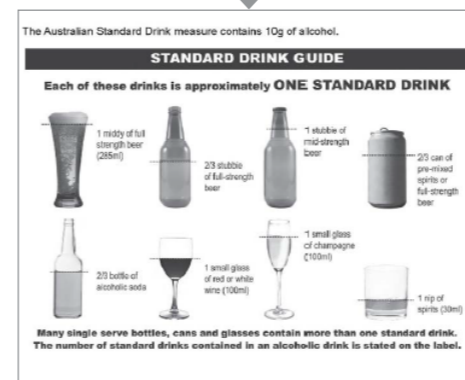 The Australian Standard Drink measure contains 10g of alcohol.
STANDARD DRINK GUIDE
Each of these drinks is approximately ONE STANDARD DRINK
1 middy of full
strength beer
(285ml)
2/3 stubbie
of full-strength
beer
1 stubbie of
mid-strength
beer
2/3 can of
pre-mixed
spirits or
full-strength
beer
2/3 bottle of
alcoholic soda
1 small glass
of red or white
wine (100ml)
1 small glass
of champagne
(100ml)
1 nip of
spirits (30ml)
Many single serve bottles, cans and glasses contain more than one standard drink.
The number of standard drinks contained in an alcoholic drink is stated on the label.